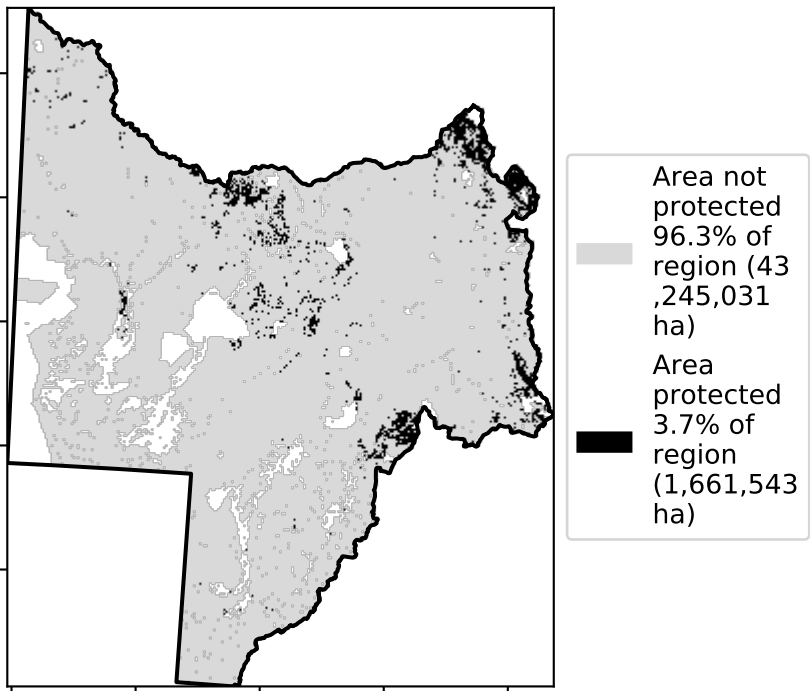 Area not
protected
96.3% of
region (43
,245,031
ha)
Area
protected
3.7% of
region
(1,661,543
ha)